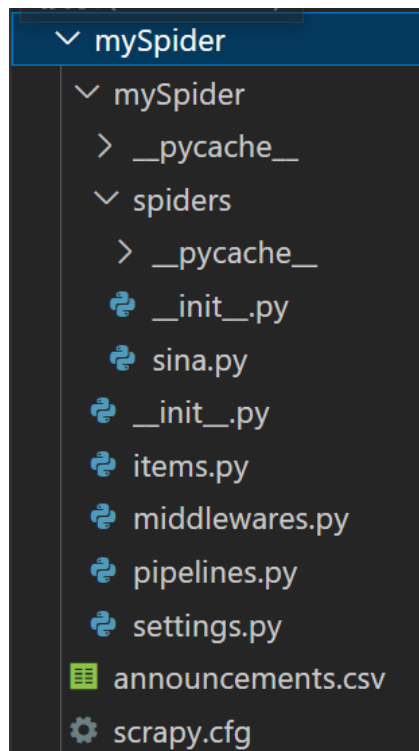 mySpider
mySpider
__pycache__
spiders
__pycache__
__init__.py
sina.py
__init__.py
items.py
middlewares.py
pipelines.py
settings.py
announcements.csv
scrapy.cfg